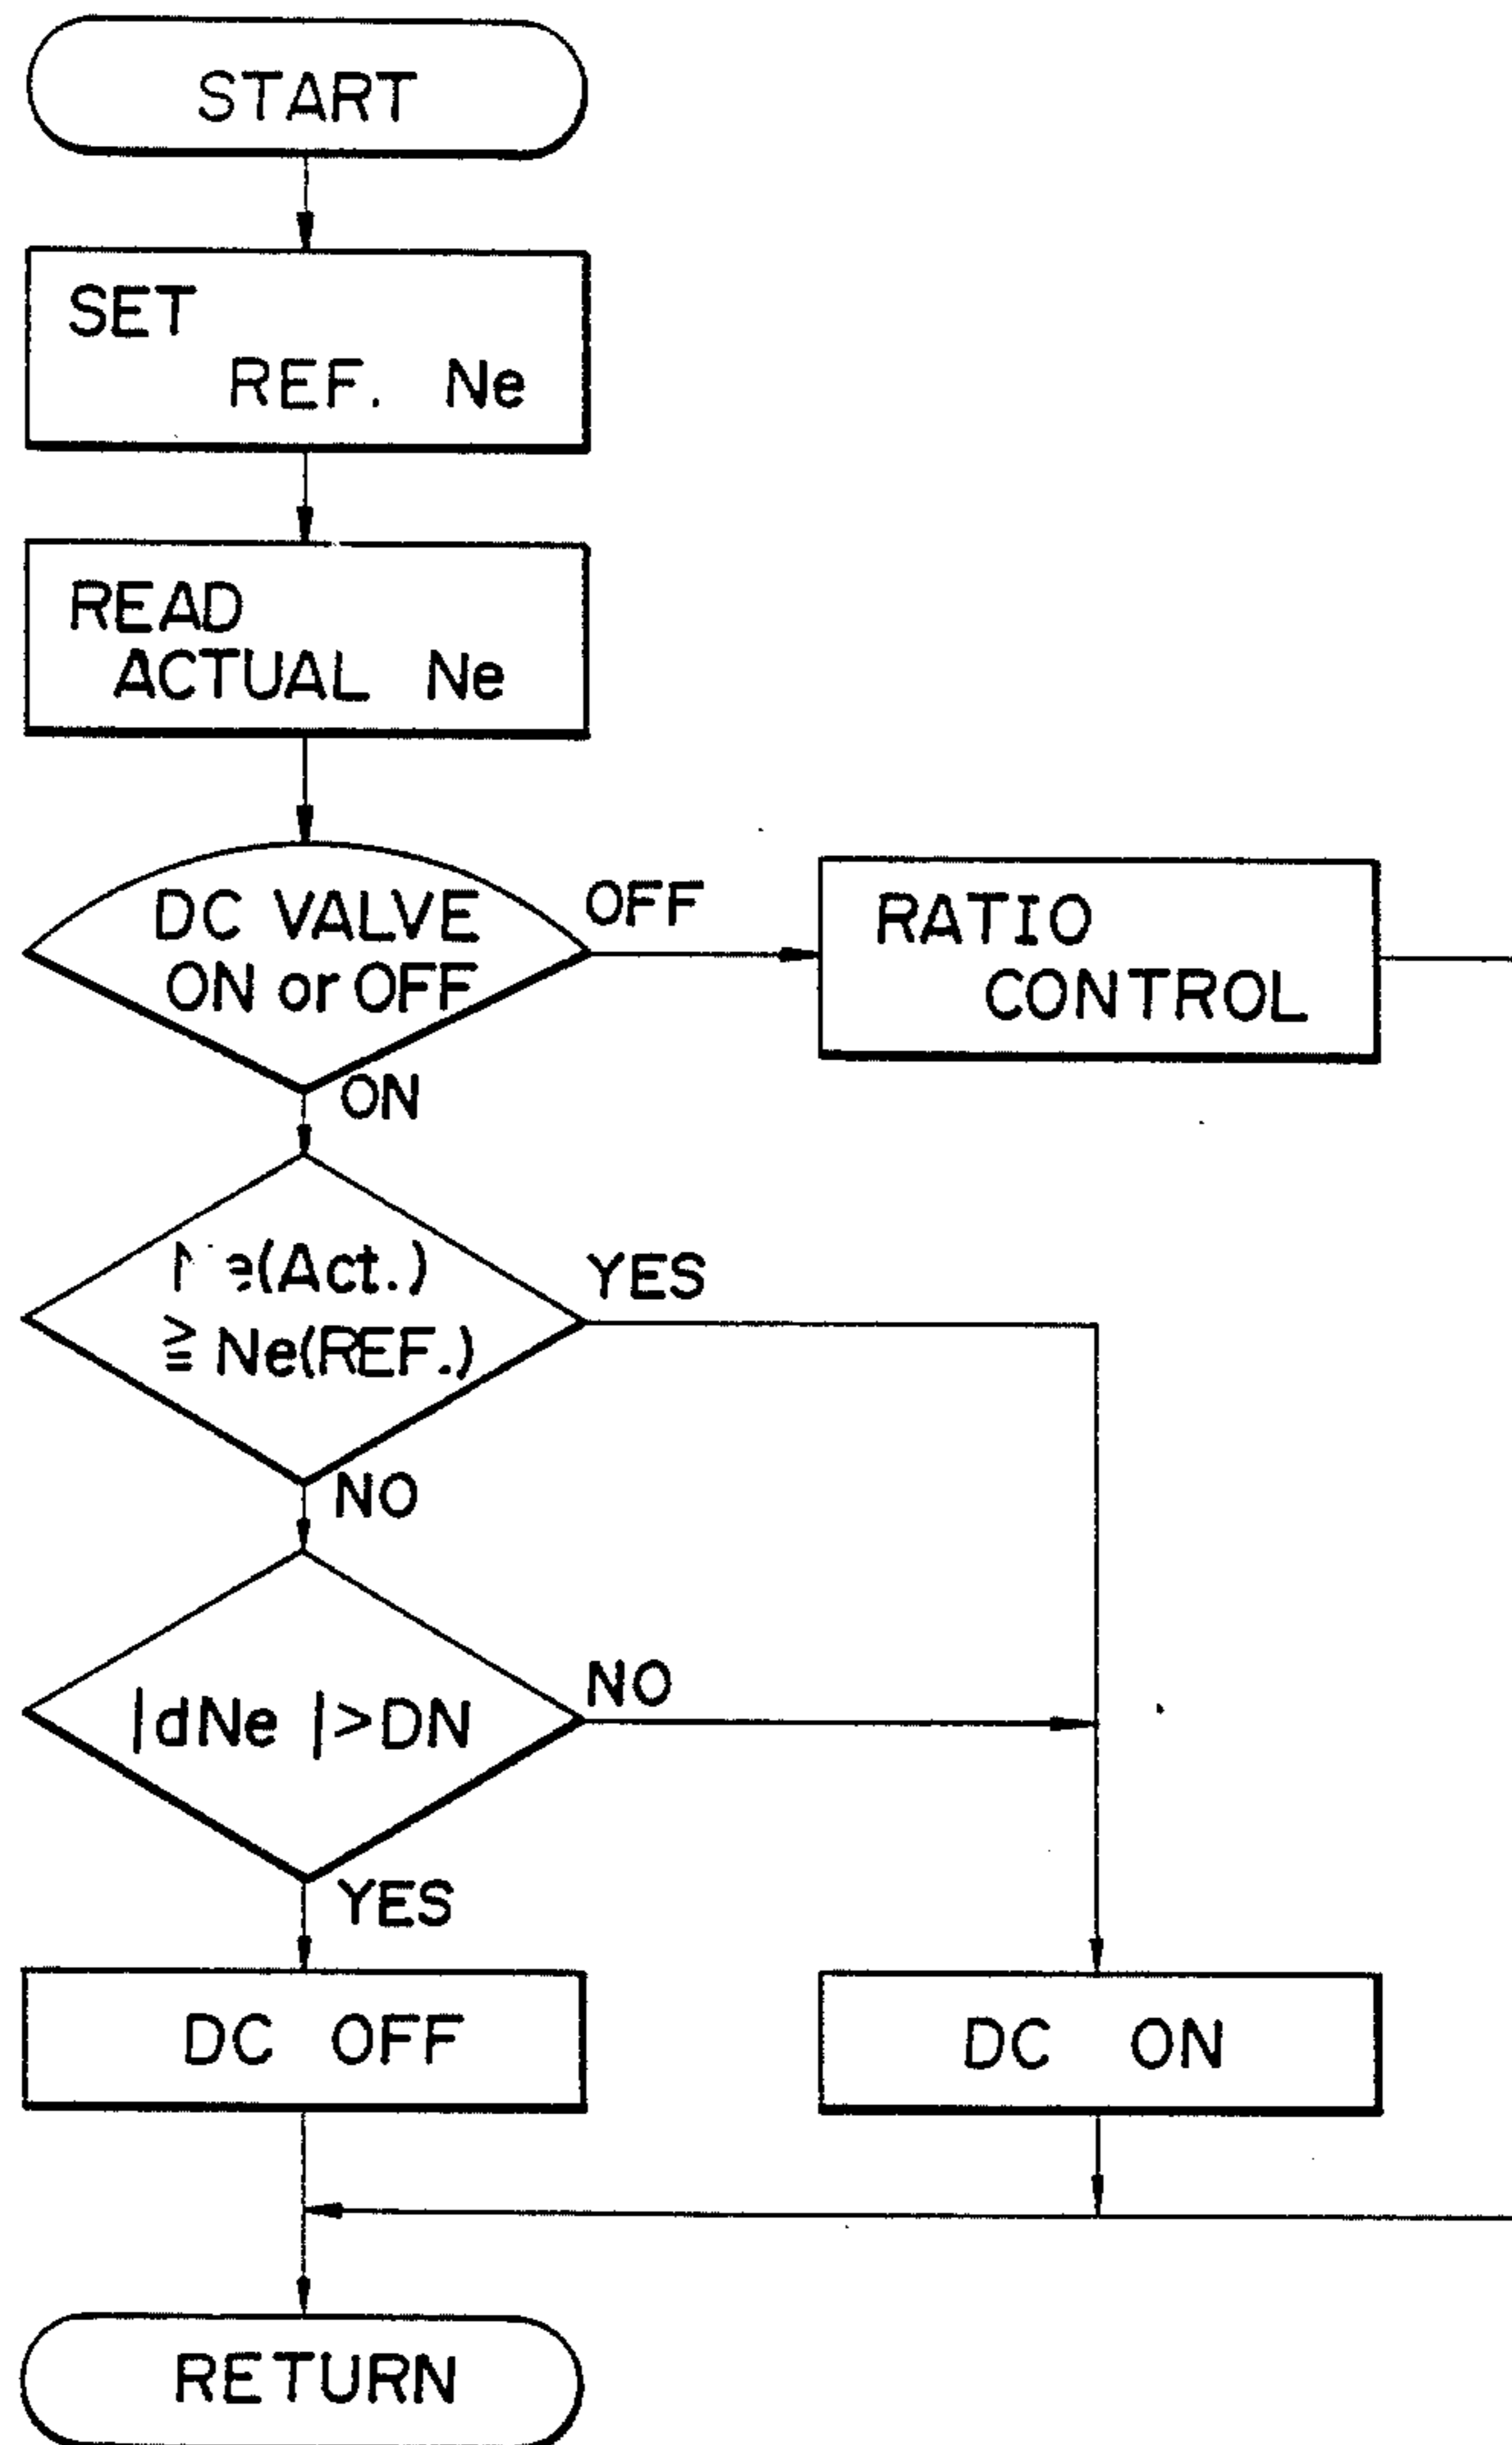 START
SET
REF. Ne
READ
ACTUAL Ne
DC VALVE
ON or OFF
OFF
RATIO
CONTROL
ON
(Act.)
≧ Ne(REF.)
YES
NO
|dNe |>DN
NO
YES
DC OFF
DC ON
RETURN